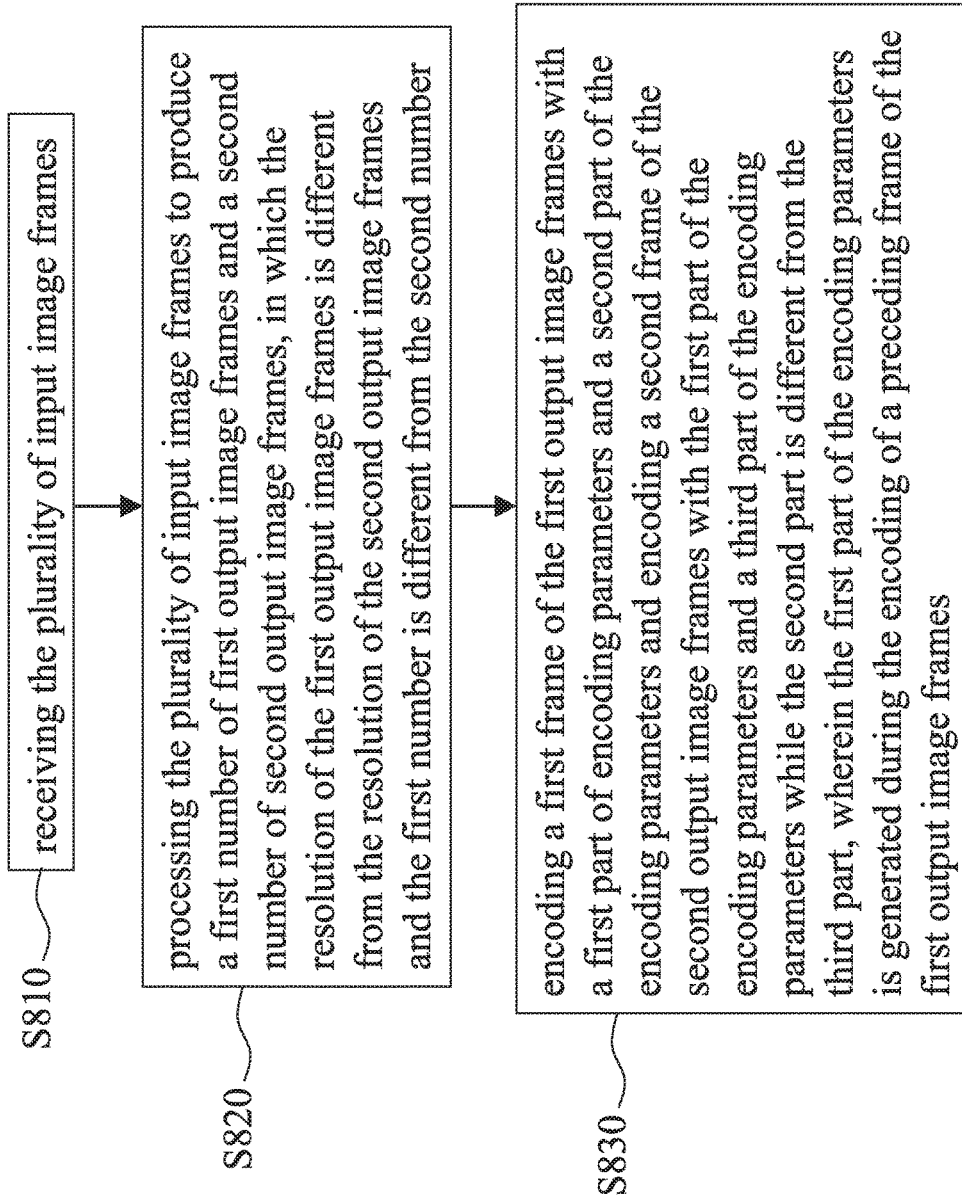 S810
receiving the plurality of input image frames
S820
processing the plurality of input image frames to produce
a first number of first output image frames and a second
number of second output image frames, in which the
resolution of the first output image frames is different
from the resolution of the second output image frames
and the first number is different from the second number
S830
encoding a first frame of the first output image frames with
a first part of encoding parameters and a second part of the
encoding parameters and encoding a second frame of the
second output image frames with the first part of the
encoding parameters and a third part of the encoding
parameters while the second part is different from the
third part, wherein the first part of the encoding parameters
is generated during the encoding of a preceding frame of the
first output image frames